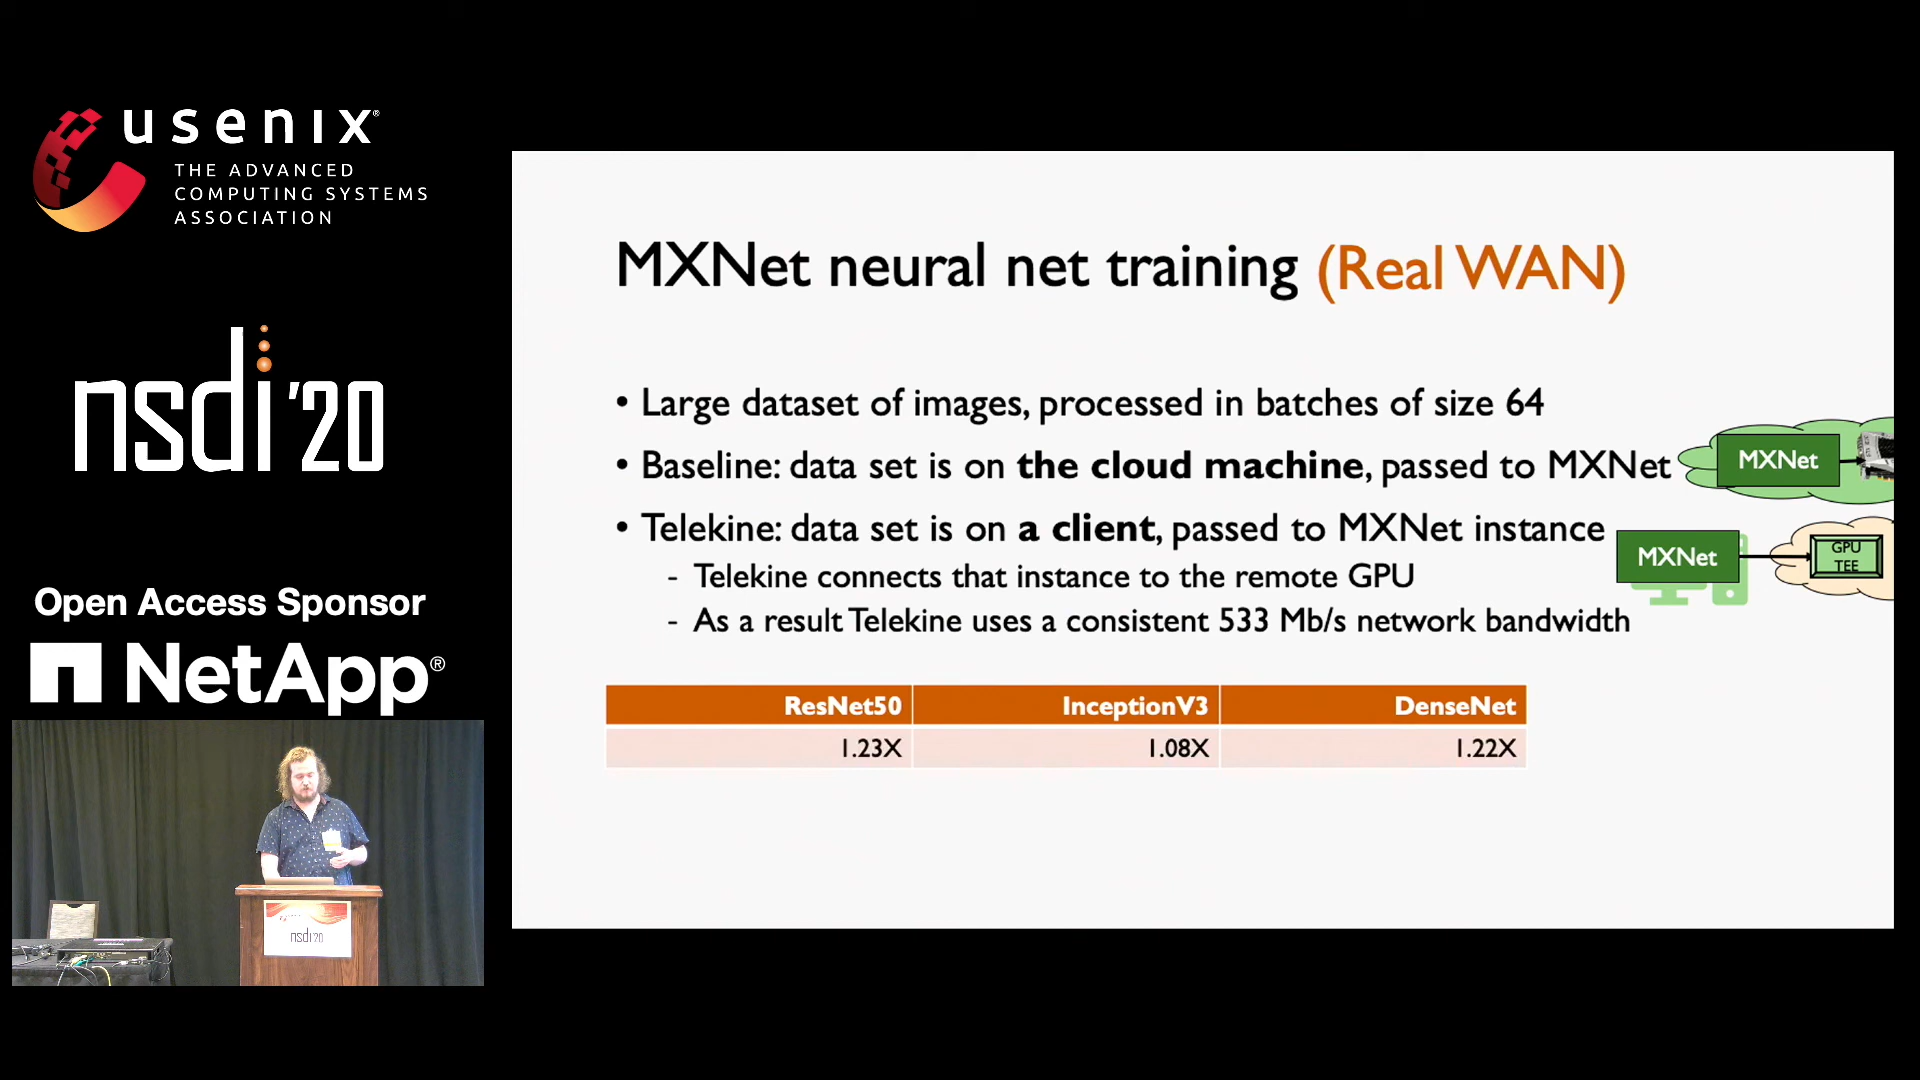 usenix®
THE ADVANCED
COMPUTING SYSTEMS
ASSOCIATION
nsdi '20
Open Access Sponsor
NetApp®
nsdi '20
MXNet neural net training (Real WAN)
• Large dataset of images, processed in batches of size 64
• Baseline: data set is on the cloud machine, passed to MXNet
MXNet
• Telekine: data set is on a client, passed to MXNet instance
MXNet
GPU
TEE
- Telekine connects that instance to the remote GPU
- As a result Telekine uses a consistent 533 Mb/s network bandwidth
ResNet50 InceptionV3 DenseNet
1.23X 1.08X 1.22X